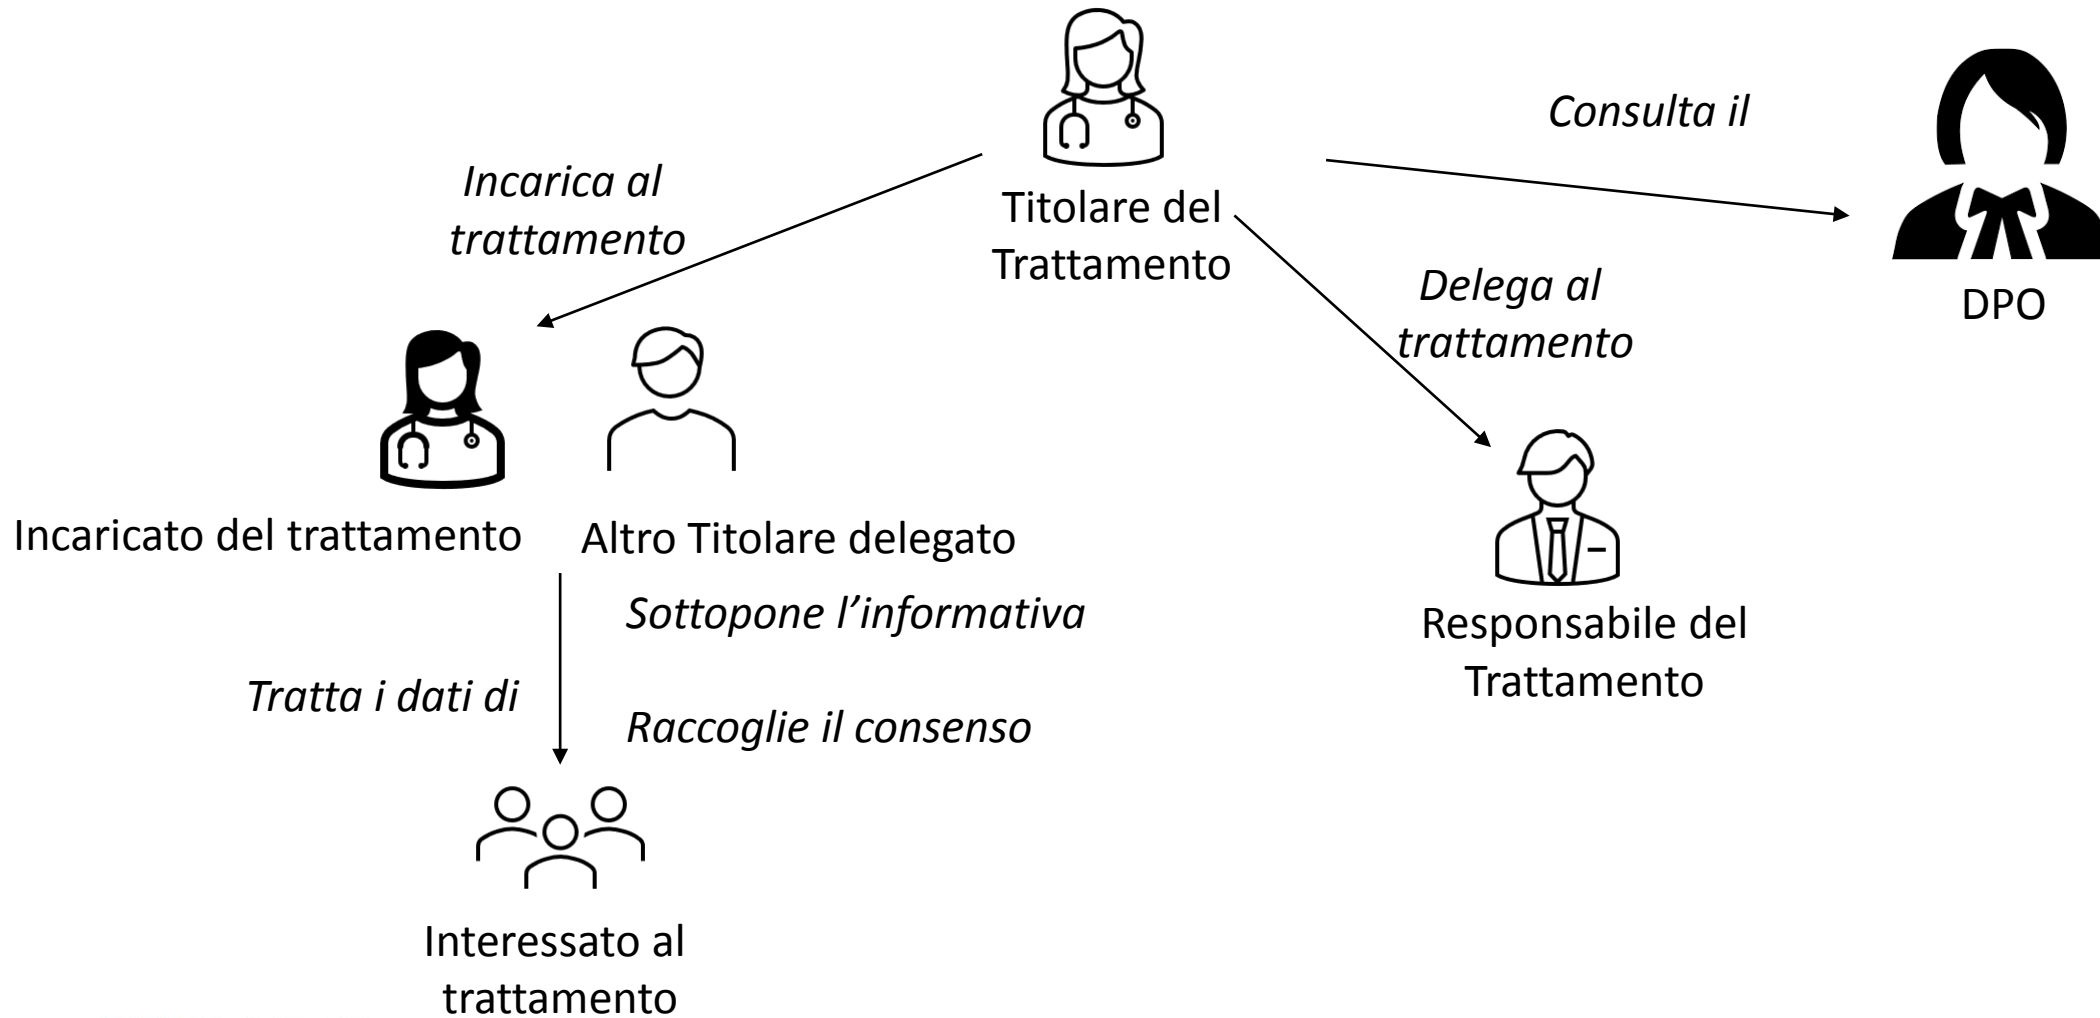 Consulta il
Incarica al
trattamento
Titolare del
Trattamento
Delega al
trattamento
DPO
Incaricato del trattamento
Altro Titolare delegato
Sottopone l’informativa
Responsabile del
Trattamento
Tratta i dati di
Raccoglie il consenso
Interessato al
trattamento